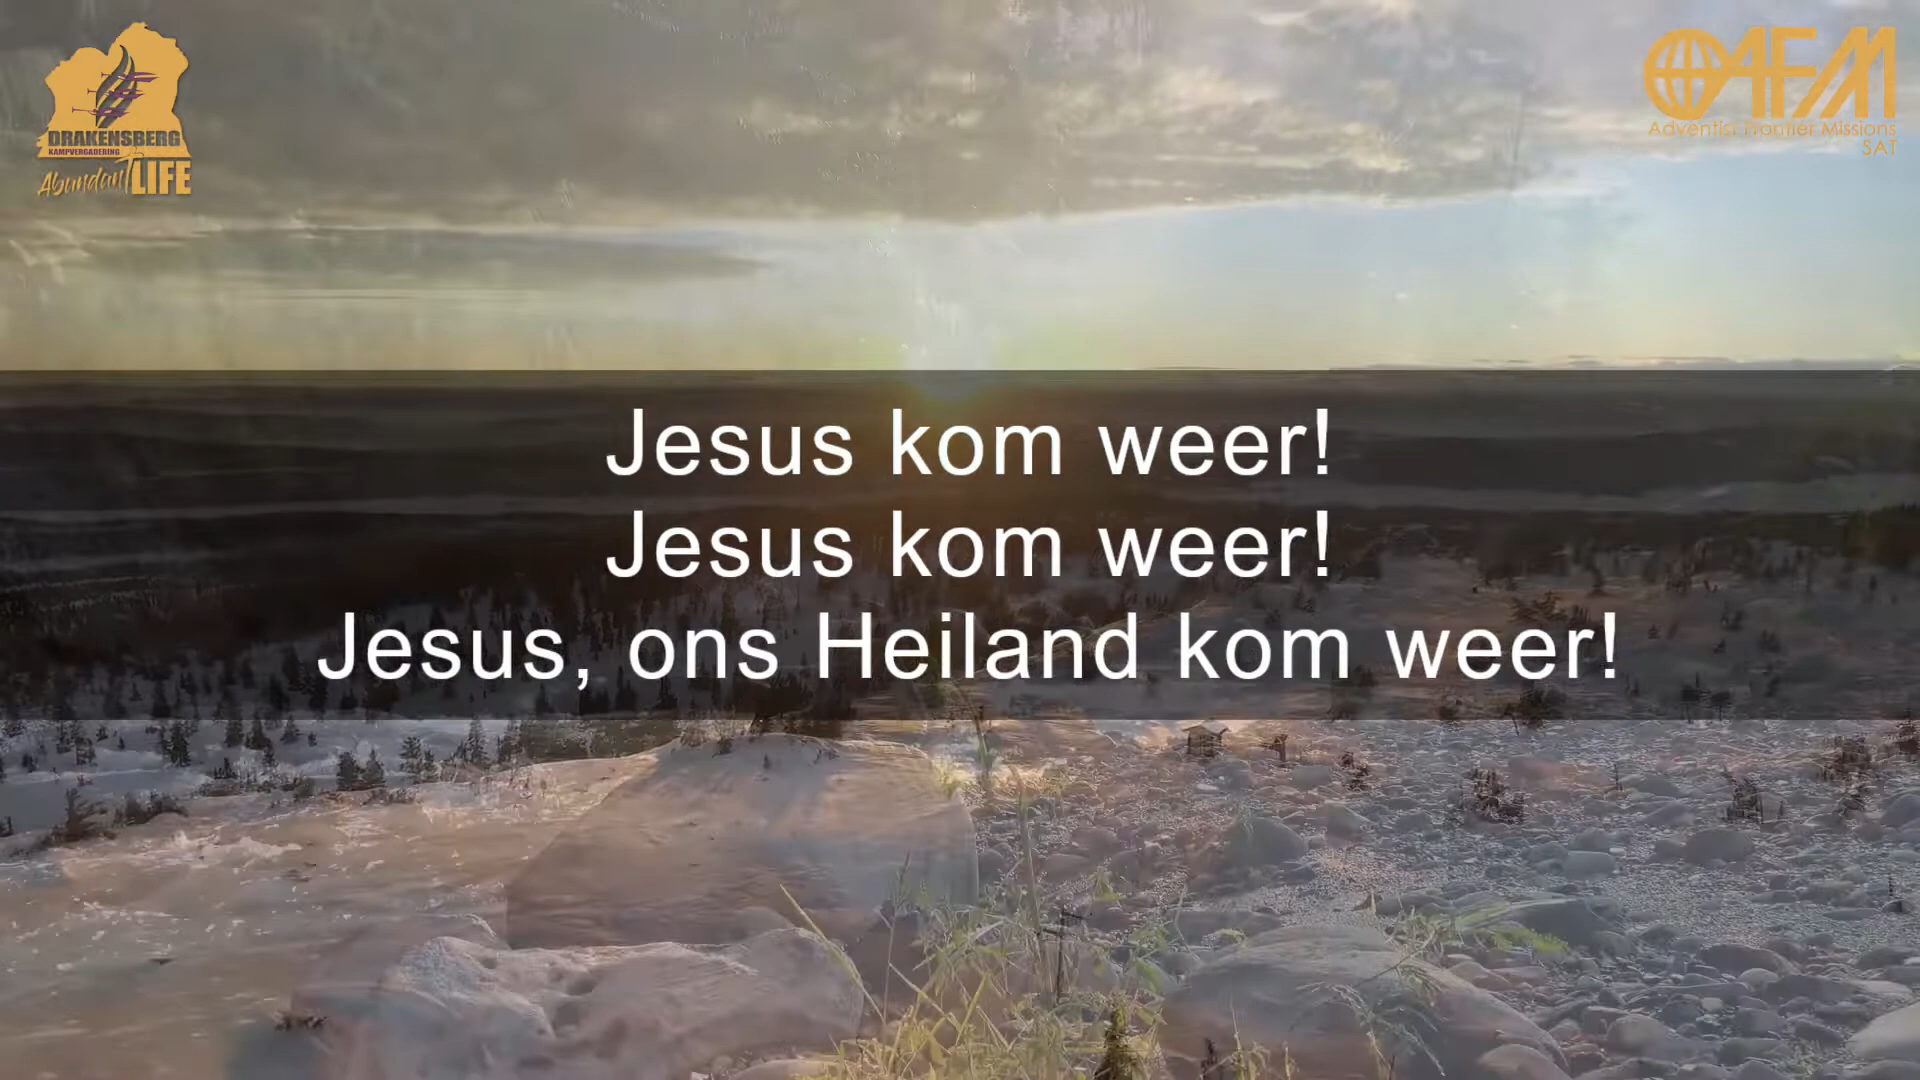 DRAKENSBERG
KAMPVERGADERING
Abundant LIFE
AFM
Adventist Frontier Missions
SAT
Jesus kom weer!
Jesus kom weer!
Jesus, ons Heiland kom weer!